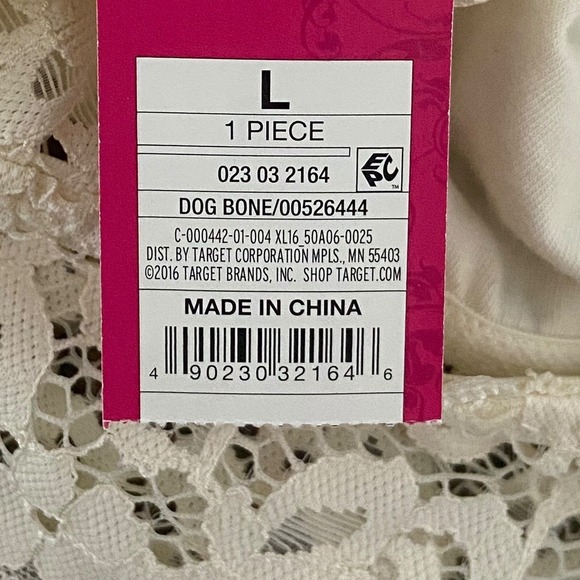 L
1 PIECE
023 03 2164
EPC
TM
DOG BONE/00526444
C-000442-01-004 XL16_50A06-0025
DIST. BY TARGET CORPORATION MPLS., MN 55403
©2016 TARGET BRANDS, INC. SHOP TARGET.COM
MADE IN CHINA
4 90230 32164 6